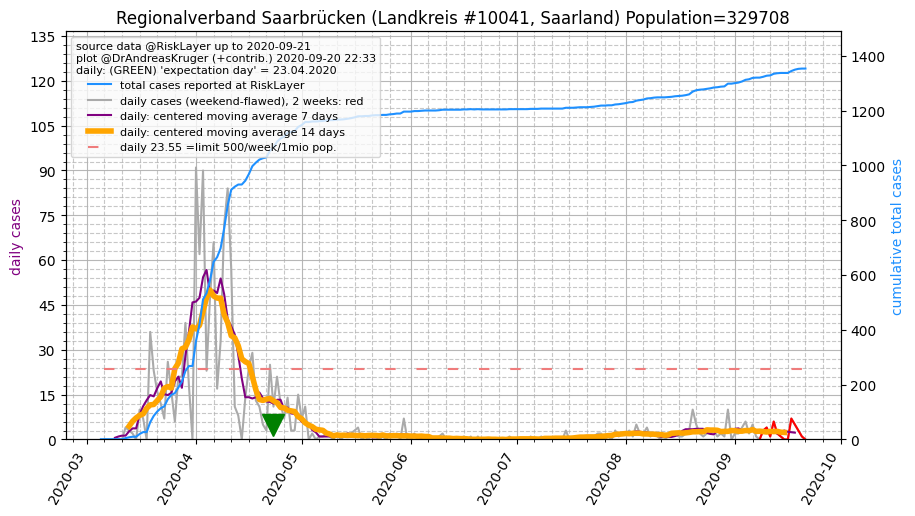 Regionalverband Saarbrücken (Landkreis #10041, Saarland) Population=329708
source data @RiskLayer up to 2020-09-21
plot @DrAndreasKruger (+contrib.) 2020-09-20 22:33
daily: (GREEN) 'expectation day' = 23.04.2020
total cases reported at RiskLayer
daily cases (weekend-flawed), 2 weeks: red
daily: centered moving average 7 days
daily: centered moving average 14 days
daily 23.55 =limit 500/week/1mio pop.
daily cases
135
120
105
90
75
60
45
30
15
0
cumulative total cases
1400
1200
1000
800
600
400
200
0
2020-03
2020-04
2020-05
2020-06
2020-07
2020-08
2020-09
2020-10